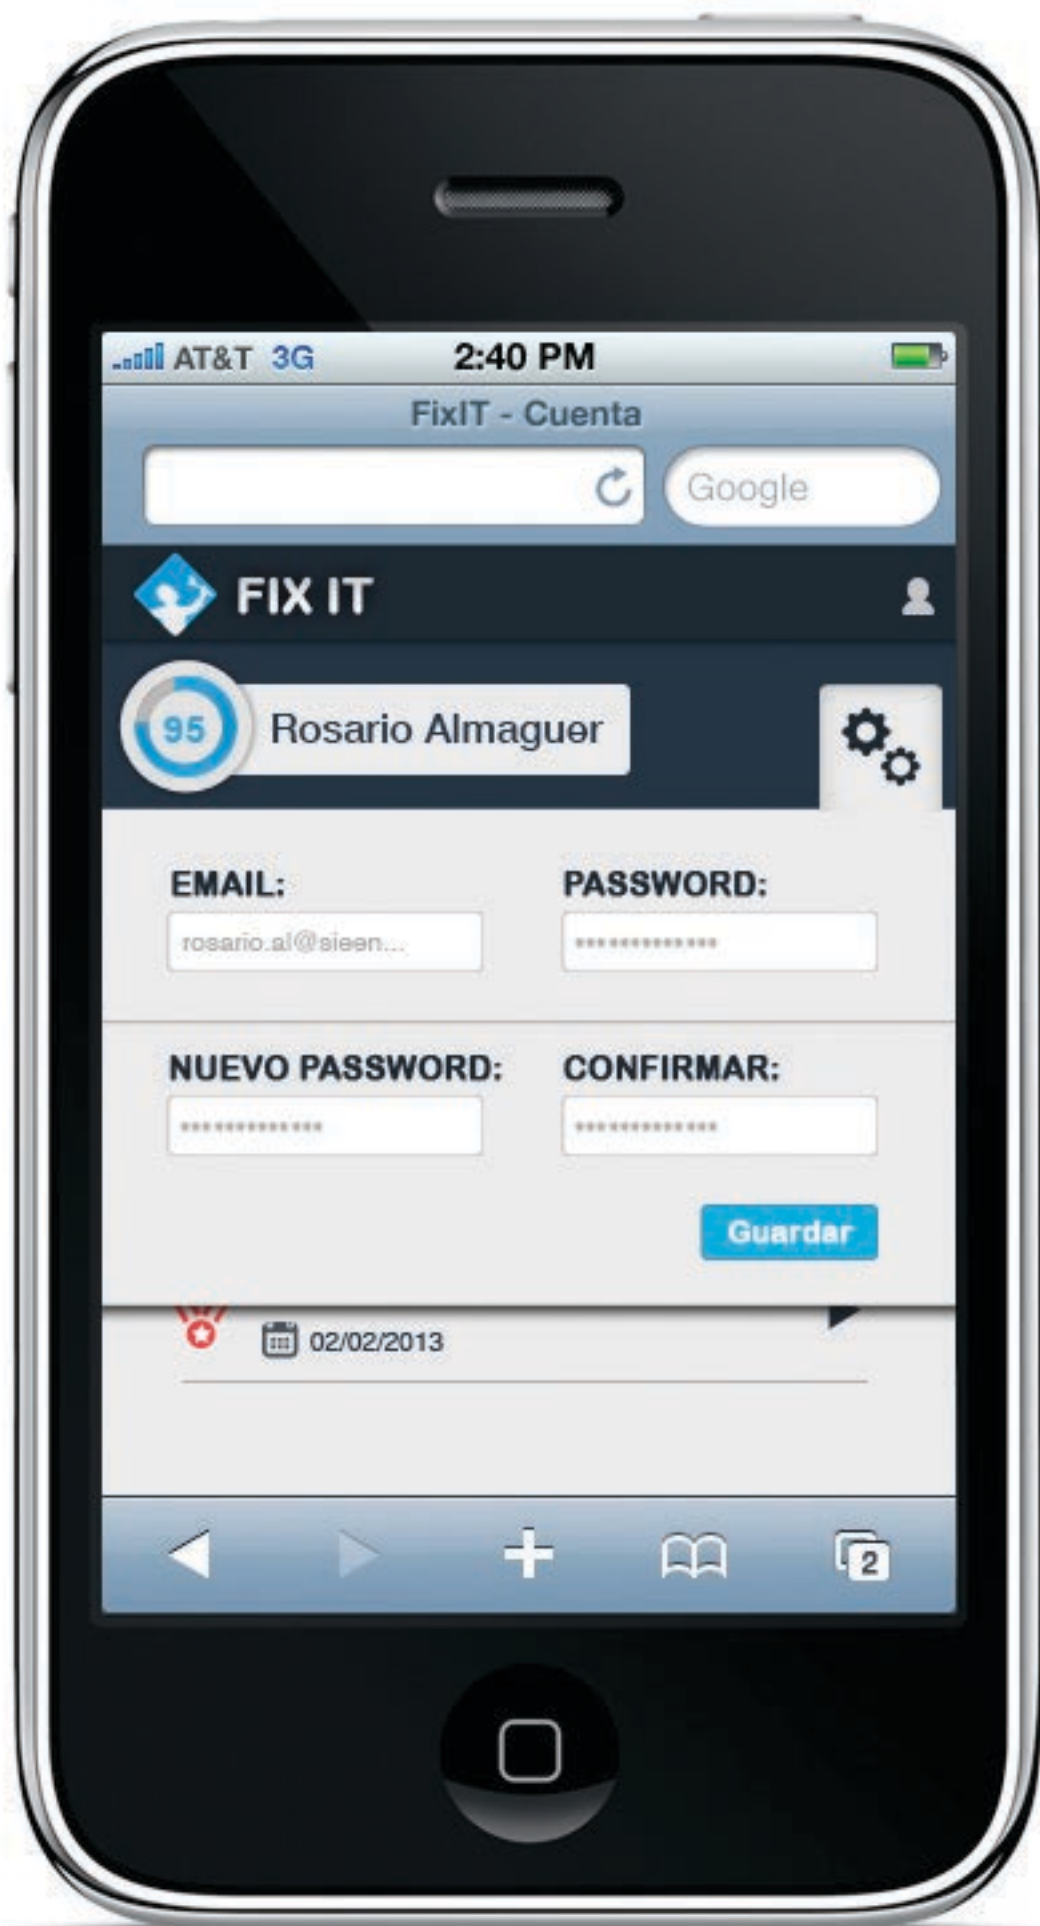 AT&T 3G 2:40 PM
FixIT - Cuenta
Google
FIX IT
95 Rosario Almaguer
EMAIL: PASSWORD:
rosario.al@sieen... •••••••••••••
NUEVO PASSWORD: CONFIRMAR:
••••••••••••• •••••••••••••
Guardar
02/02/2013
2